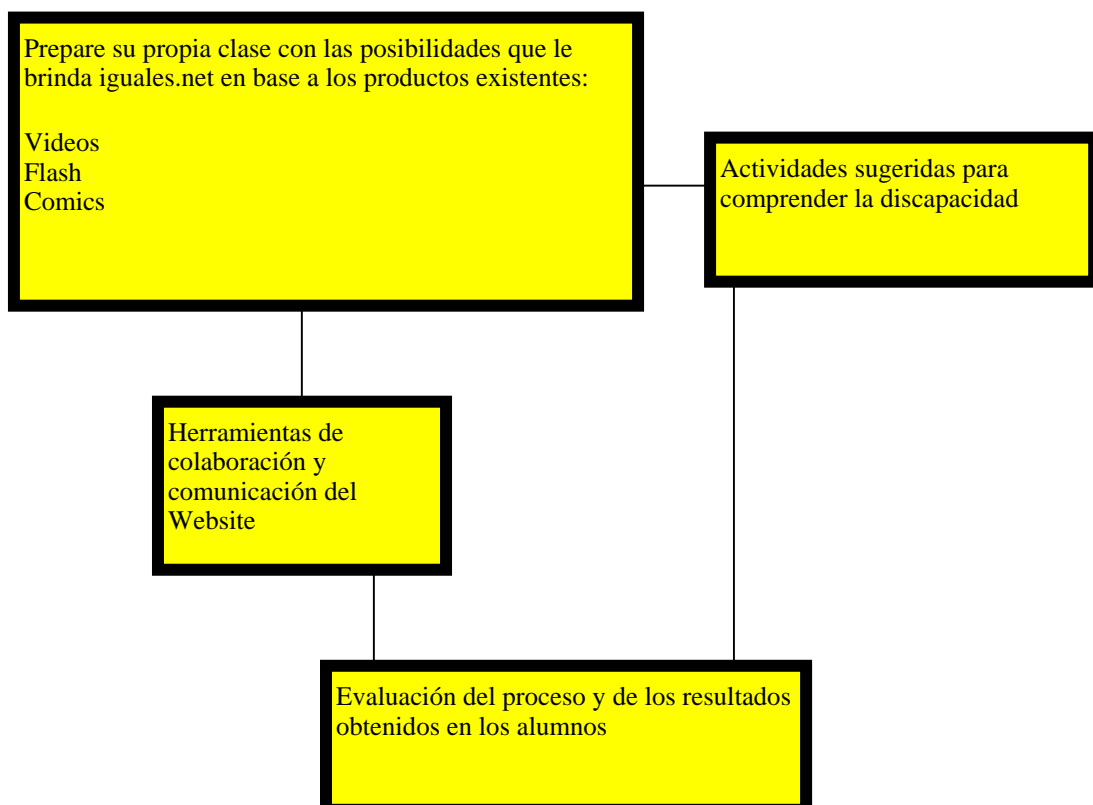 Prepare su propia clase con las posibilidades que le
brinda iguales.net en base a los productos existentes:
Videos
Flash
Comics
Actividades sugeridas para
comprender la discapacidad
Herramientas de
colaboración y
comunicación del
Website
Evaluación del proceso y de los resultados
obtenidos en los alumnos